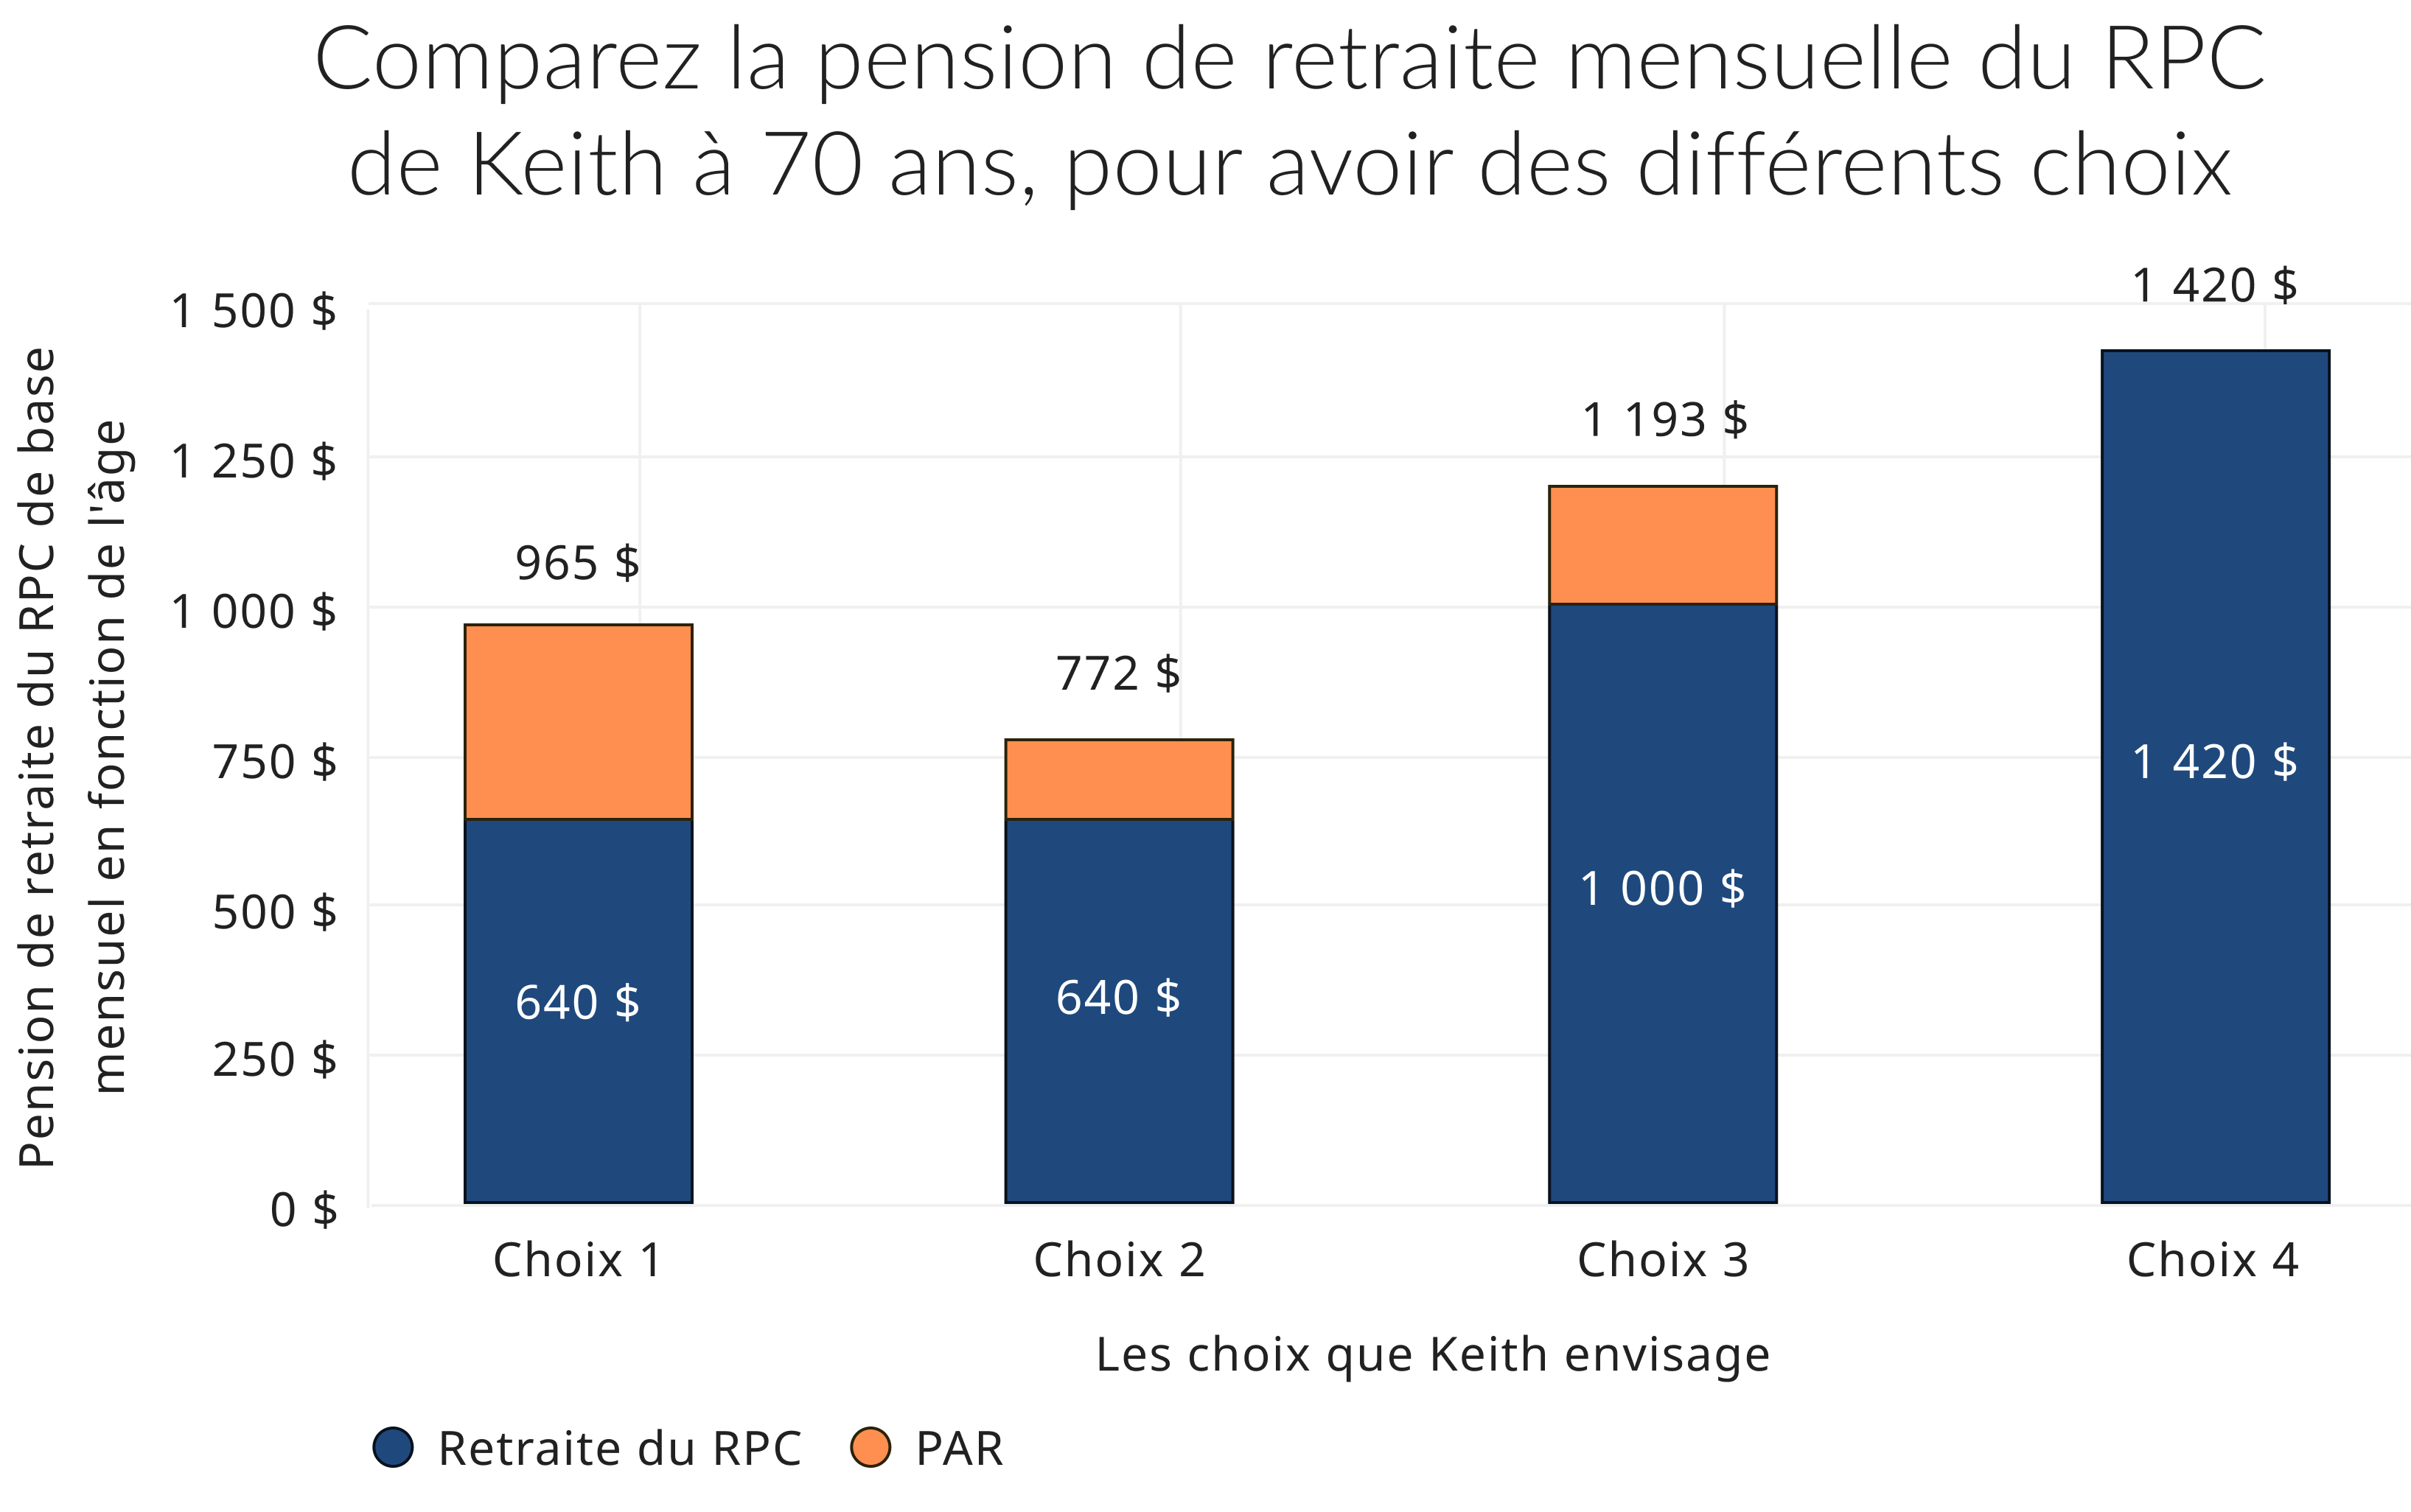 Comparez la pension de retraite mensuelle du RPC
de Keith à 70 ans, pour avoir des différents choix
Pension de retraite du RPC de base
mensuel en fonction de l'âge
1 500 $
1 250 $
1 000 $
750 $
500 $
250 $
0 $
965 $
640 $
772 $
640 $
1 193 $
1 000 $
1 420 $
1 420 $
Choix 1
Choix 2
Choix 3
Choix 4
Les choix que Keith envisage
Retraite du RPC
PAR